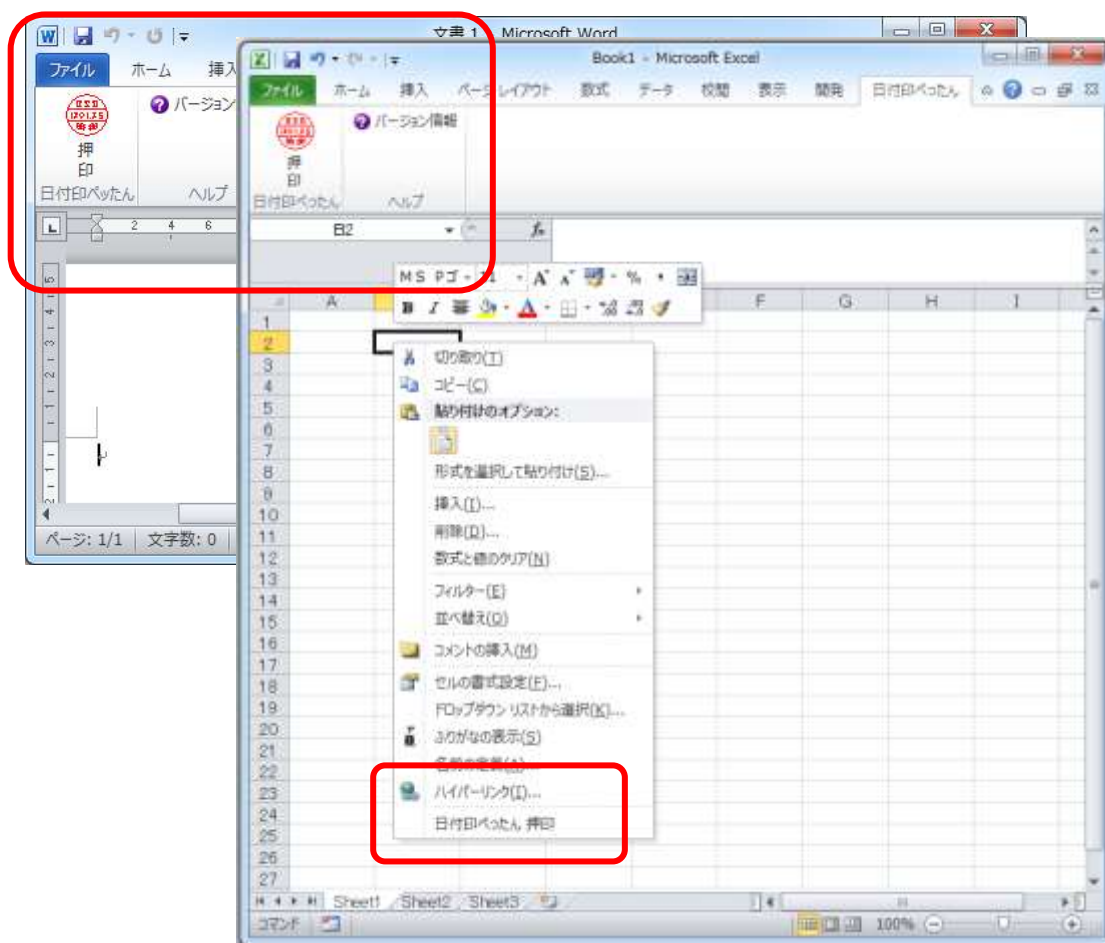 文書 1 Microsoft Word
ファイル ホーム 挿入
バージョン
押
印
日付印ぺったん ヘルプ
2 4 6
ページ: 1/1 文字数: 0
Book1 - Microsoft Excel
ファイル ホーム 挿入 ページ レイアウト 数式 データ 校閲 表示 開発 日付印ぺったん
バージョン情報
押
印
日付印ぺったん ヘルプ
B2 fx
MS Pゴ 11 A A %
B I A
A F G H I
1
2
3
4
5
6
7
8
9
10
11
12
13
14
15
16
17
18
19
20
21
22
23
24
25
26
27
切り取り(T)
コピー(C)
貼り付けのオプション:
形式を選択して貼り付け(S)...
挿入(I)...
削除(D)...
数式と値のクリア(N)
フィルター(E)
並べ替え(O)
コメントの挿入(M)
セルの書式設定(F)...
ドロップダウン リストから選択(K)...
ふりがなの表示(S)
名前の定義(A)...
ハイパーリンク(I)...
日付印ぺったん 押印
Sheet1 Sheet2 Sheet3
コマンド 100%